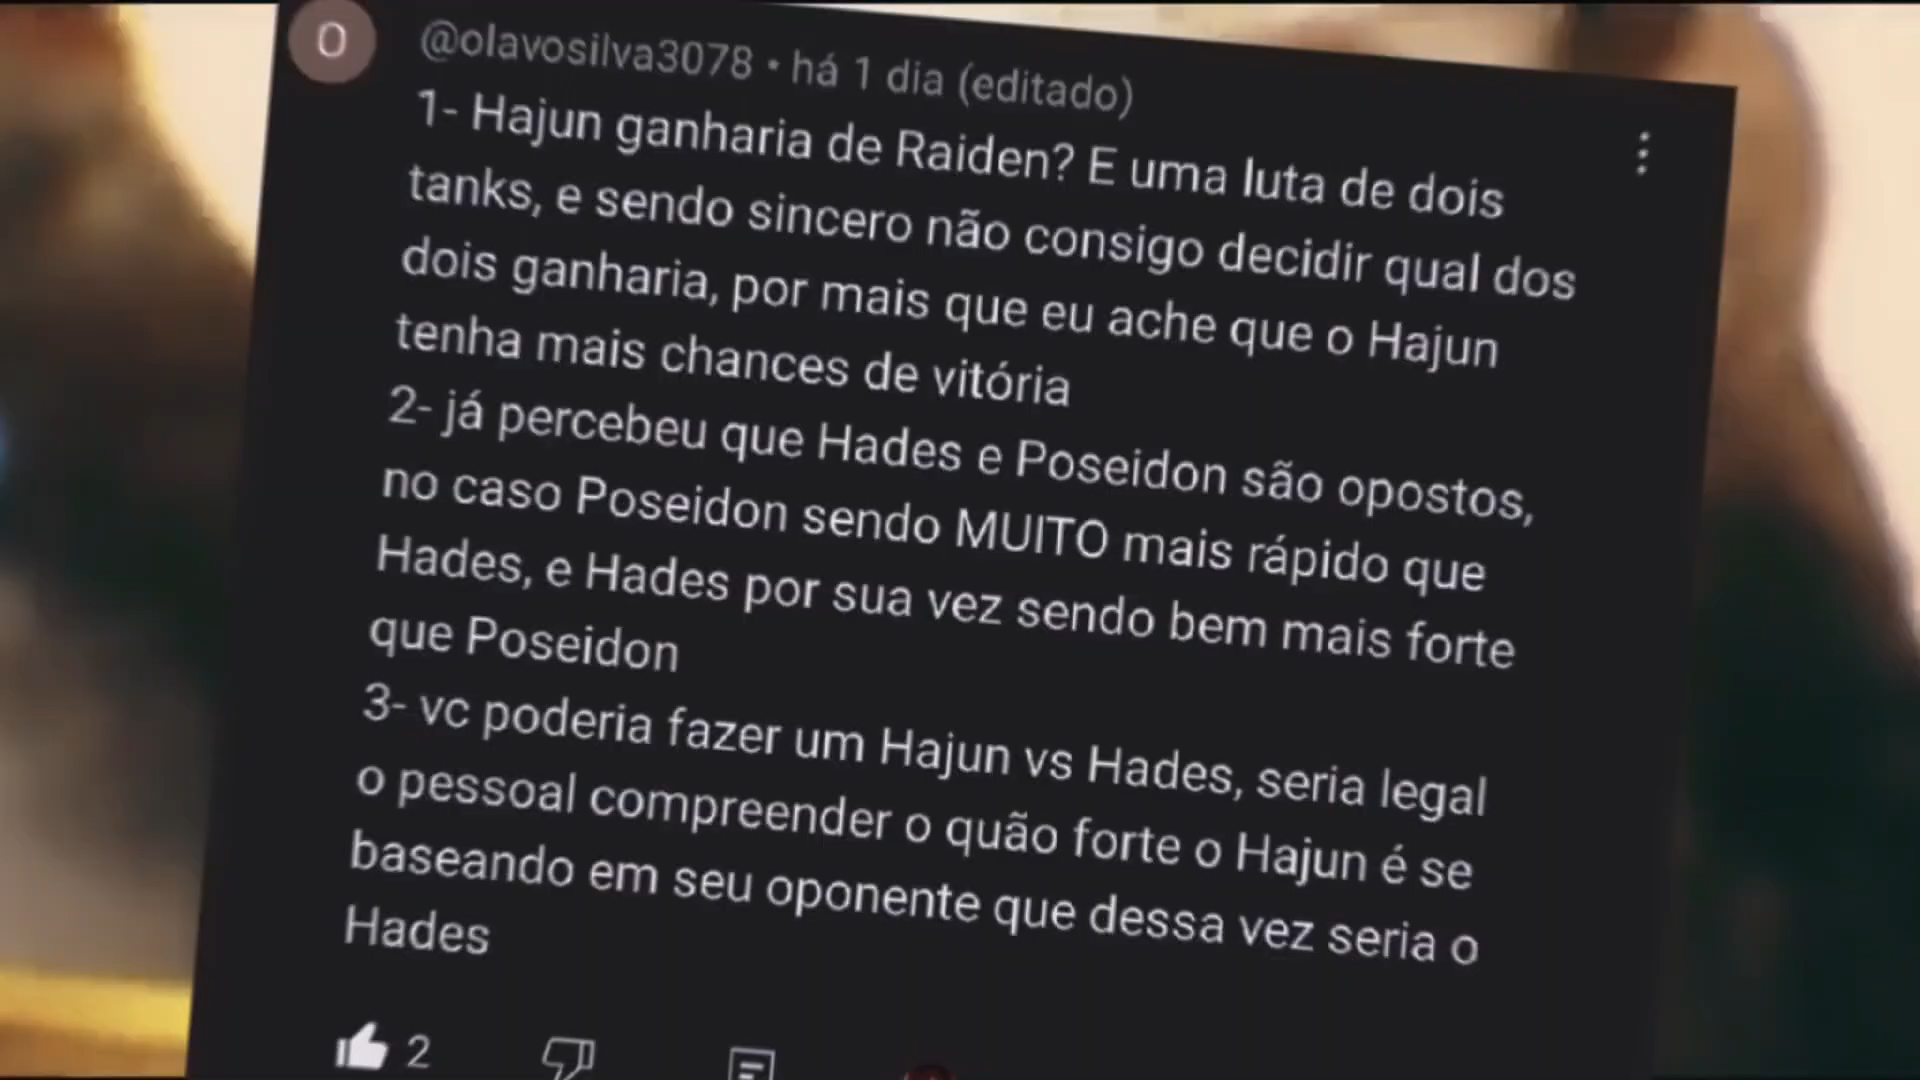 O
@olavosilva3078 • há 1 dia (editado)
1- Hajun ganharia de Raiden? E uma luta de dois
tanks, e sendo sincero não consigo decidir qual dos
dois ganharia, por mais que eu ache que o Hajun
tenha mais chances de vitória
2- já percebeu que Hades e Poseidon são opostos,
no caso Poseidon sendo MUITO mais rápido que
Hades, e Hades por sua vez sendo bem mais forte
que Poseidon
3- vc poderia fazer um Hajun vs Hades, seria legal
o pessoal compreender o quão forte o Hajun é se
baseando em seu oponente que dessa vez seria o
Hades
2